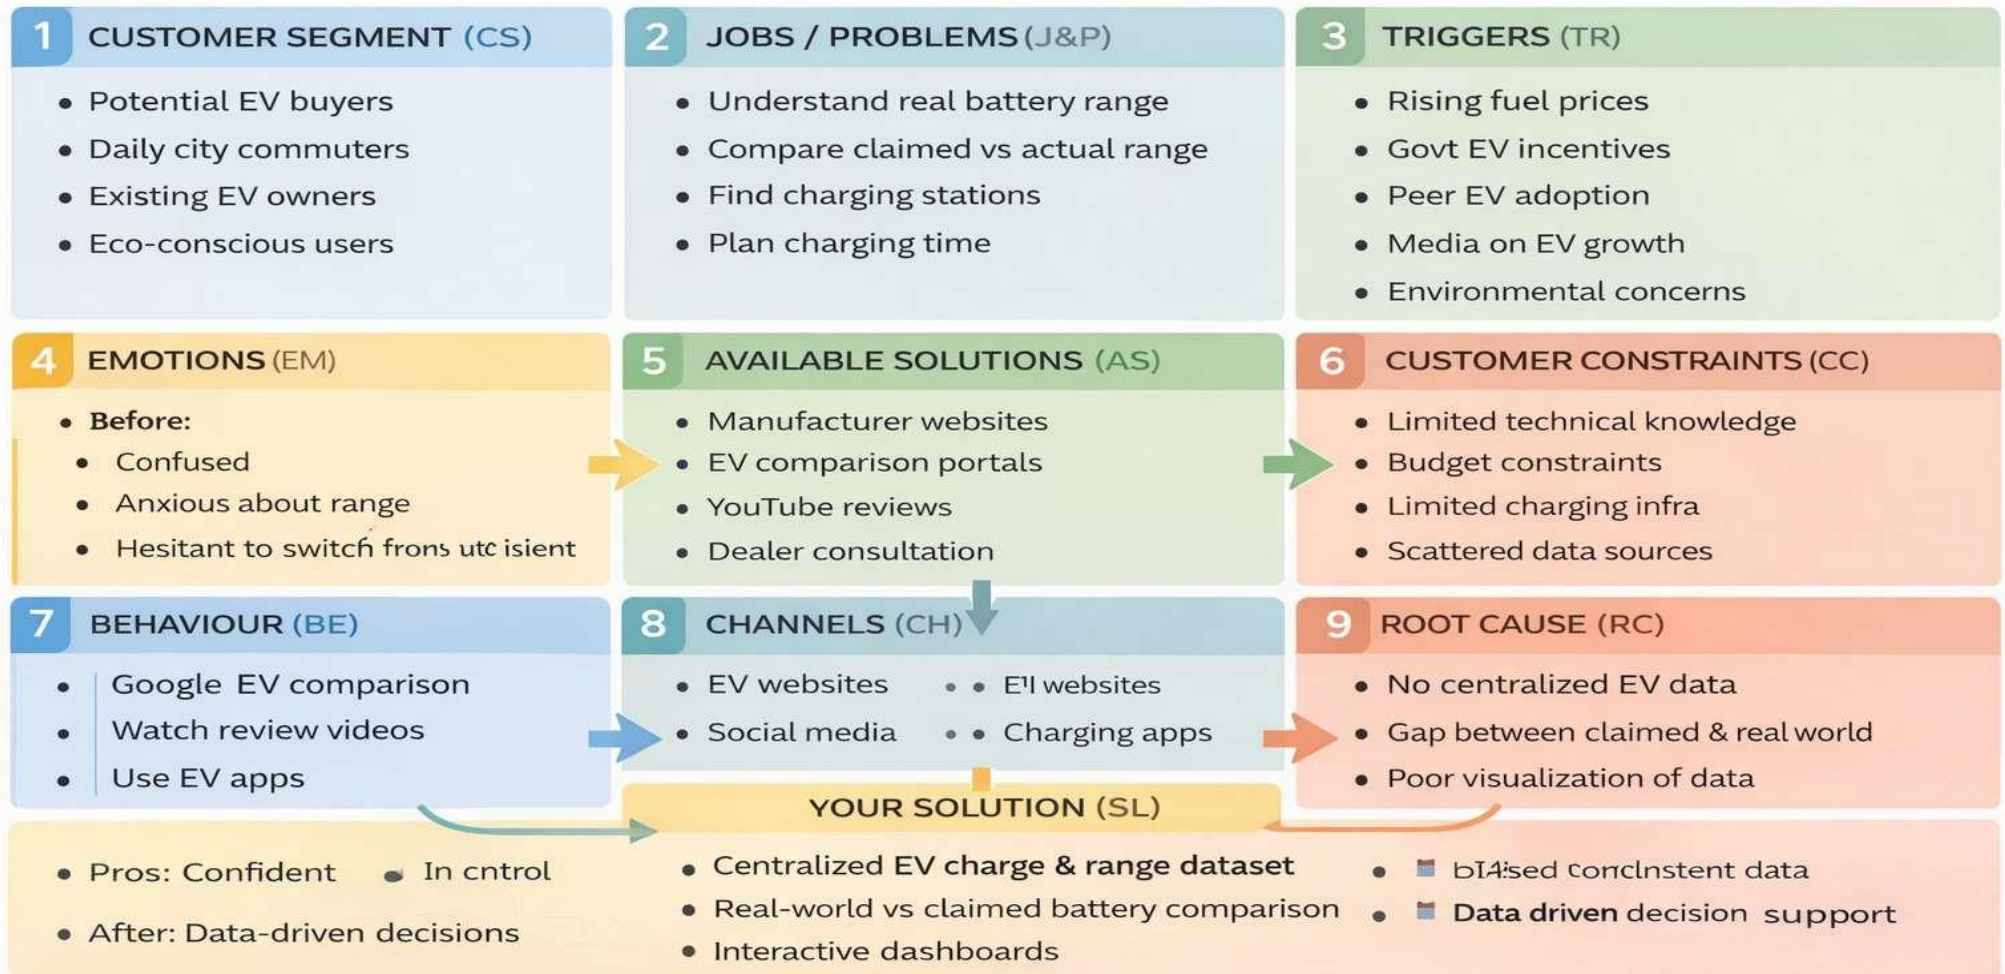 1 CUSTOMER SEGMENT (CS)
• Potential EV buyers
• Daily city commuters
• Existing EV owners
• Eco-conscious users
2 JOBS / PROBLEMS (J&P)
• Understand real battery range
• Compare claimed vs actual range
• Find charging stations
• Plan charging time
3 TRIGGERS (TR)
• Rising fuel prices
• Govt EV incentives
• Peer EV adoption
• Media on EV growth
• Environmental concerns
4 EMOTIONS (EM)
• Before:
• Confused
• Anxious about range
• Hesitant to switch
5 AVAILABLE SOLUTIONS (AS)
• Manufacturer websites
• EV comparison portals
• YouTube reviews
• Dealer consultation
6 CUSTOMER CONSTRAINTS (CC)
• Limited technical knowledge
• Budget constraints
• Limited charging infra
• Scattered data sources
7 BEHAVIOUR (BE)
• Google EV comparison
• Watch review videos
• Use EV apps
8 CHANNELS (CH)
• EV websites
• Social media
• • websites
• • Charging apps
9 ROOT CAUSE (RC)
• No centralized EV data
• Gap between claimed & real world
• Poor visualization of data
YOUR SOLUTION (SL)
• Pros: Confident • In cntrol
• After: Data-driven decisions
• Centralized EV charge & range dataset
• Real-world vs claimed battery comparison
• Interactive dashboards
• data
• Data driven decision support